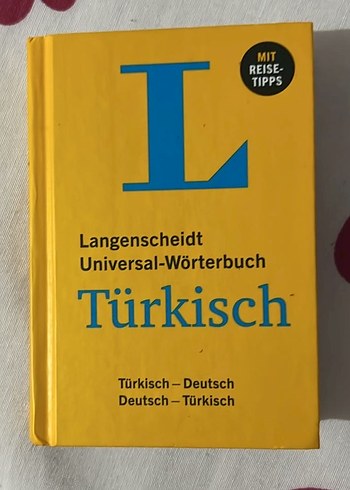 L
MIT
REISE-
TIPPS
Langenscheidt
Universal-Wörterbuch
Türkisch
Türkisch – Deutsch
Deutsch – Türkisch